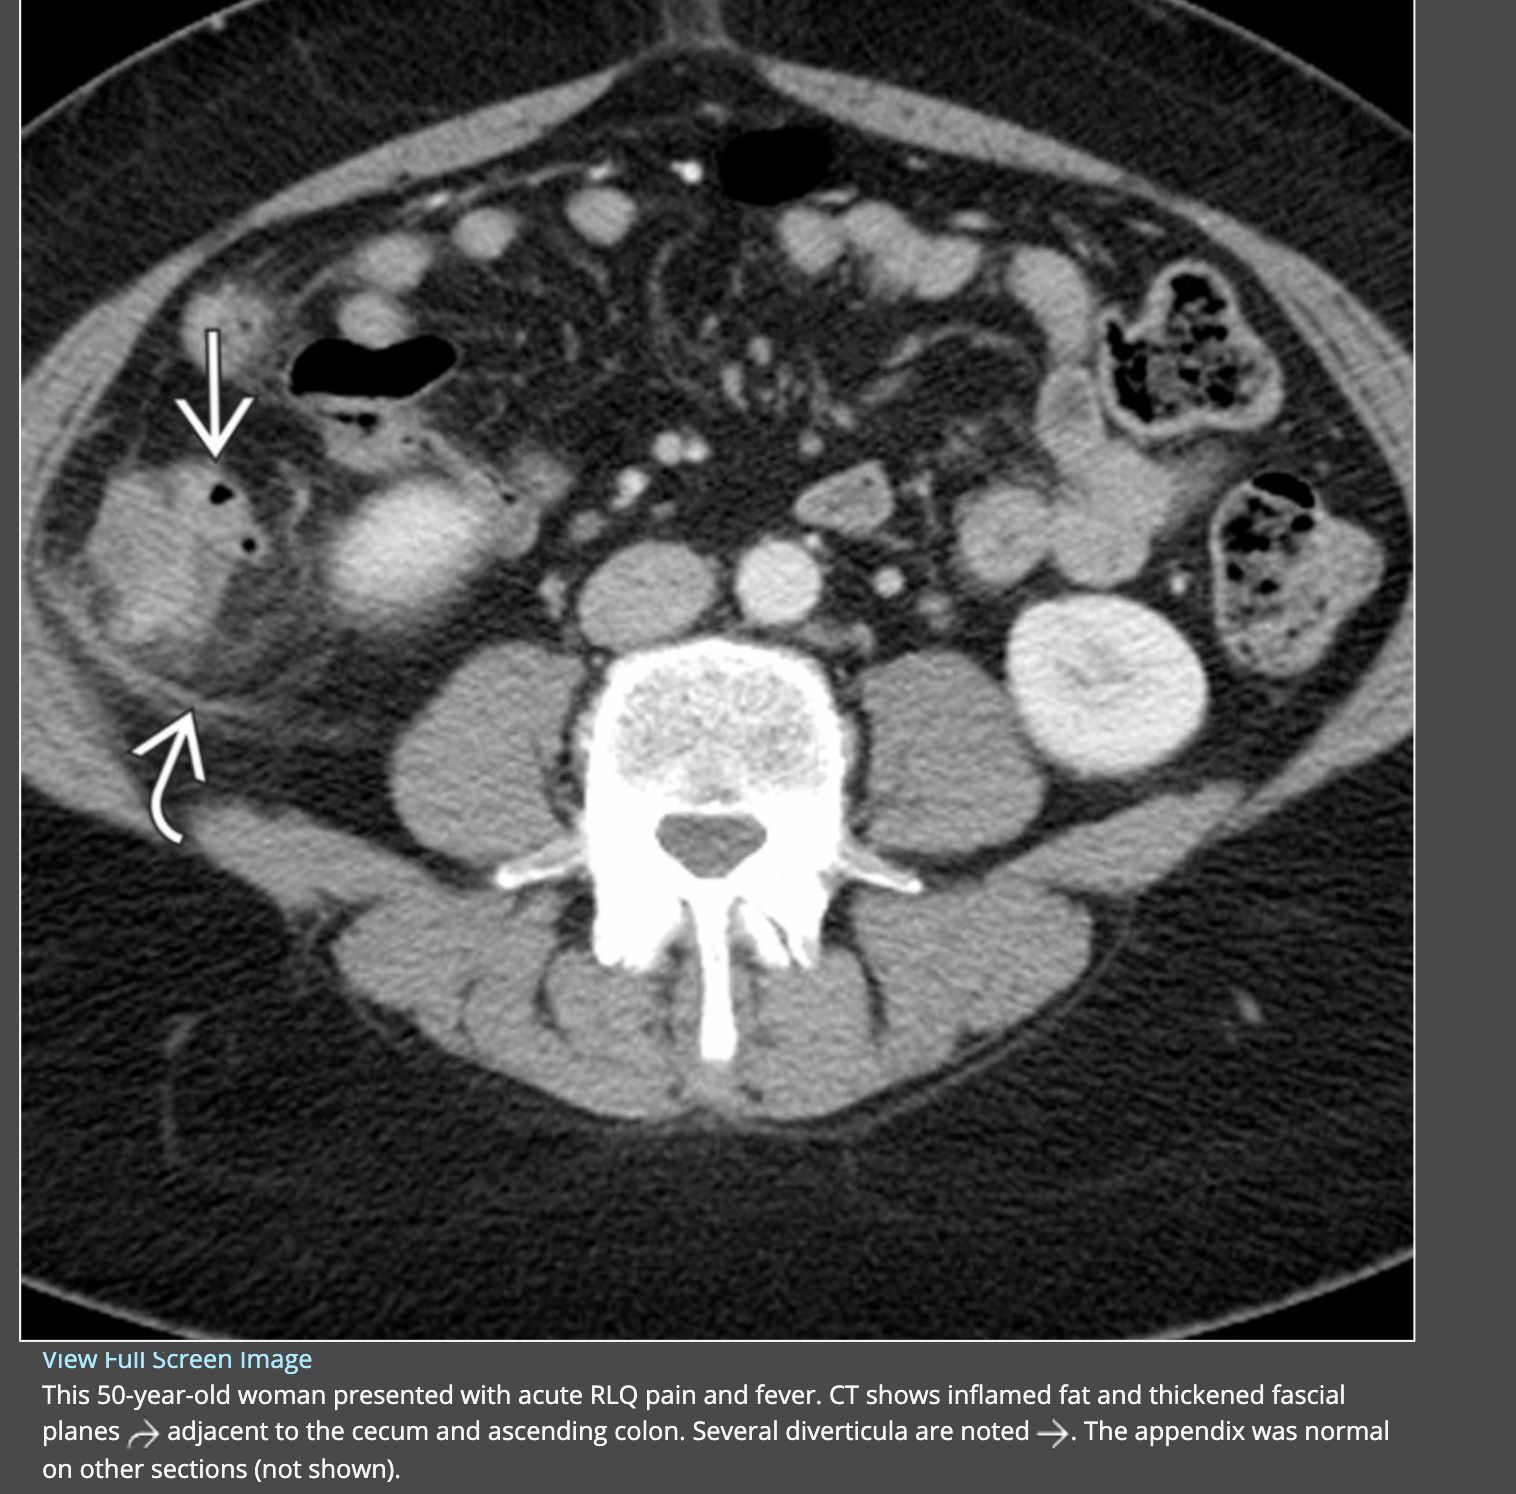 View Full Screen Image
This 50-year-old woman presented with acute RLQ pain and fever. CT shows inflamed fat and thickened fascial
planes adjacent to the cecum and ascending colon. Several diverticula are noted . The appendix was normal
on other sections (not shown).